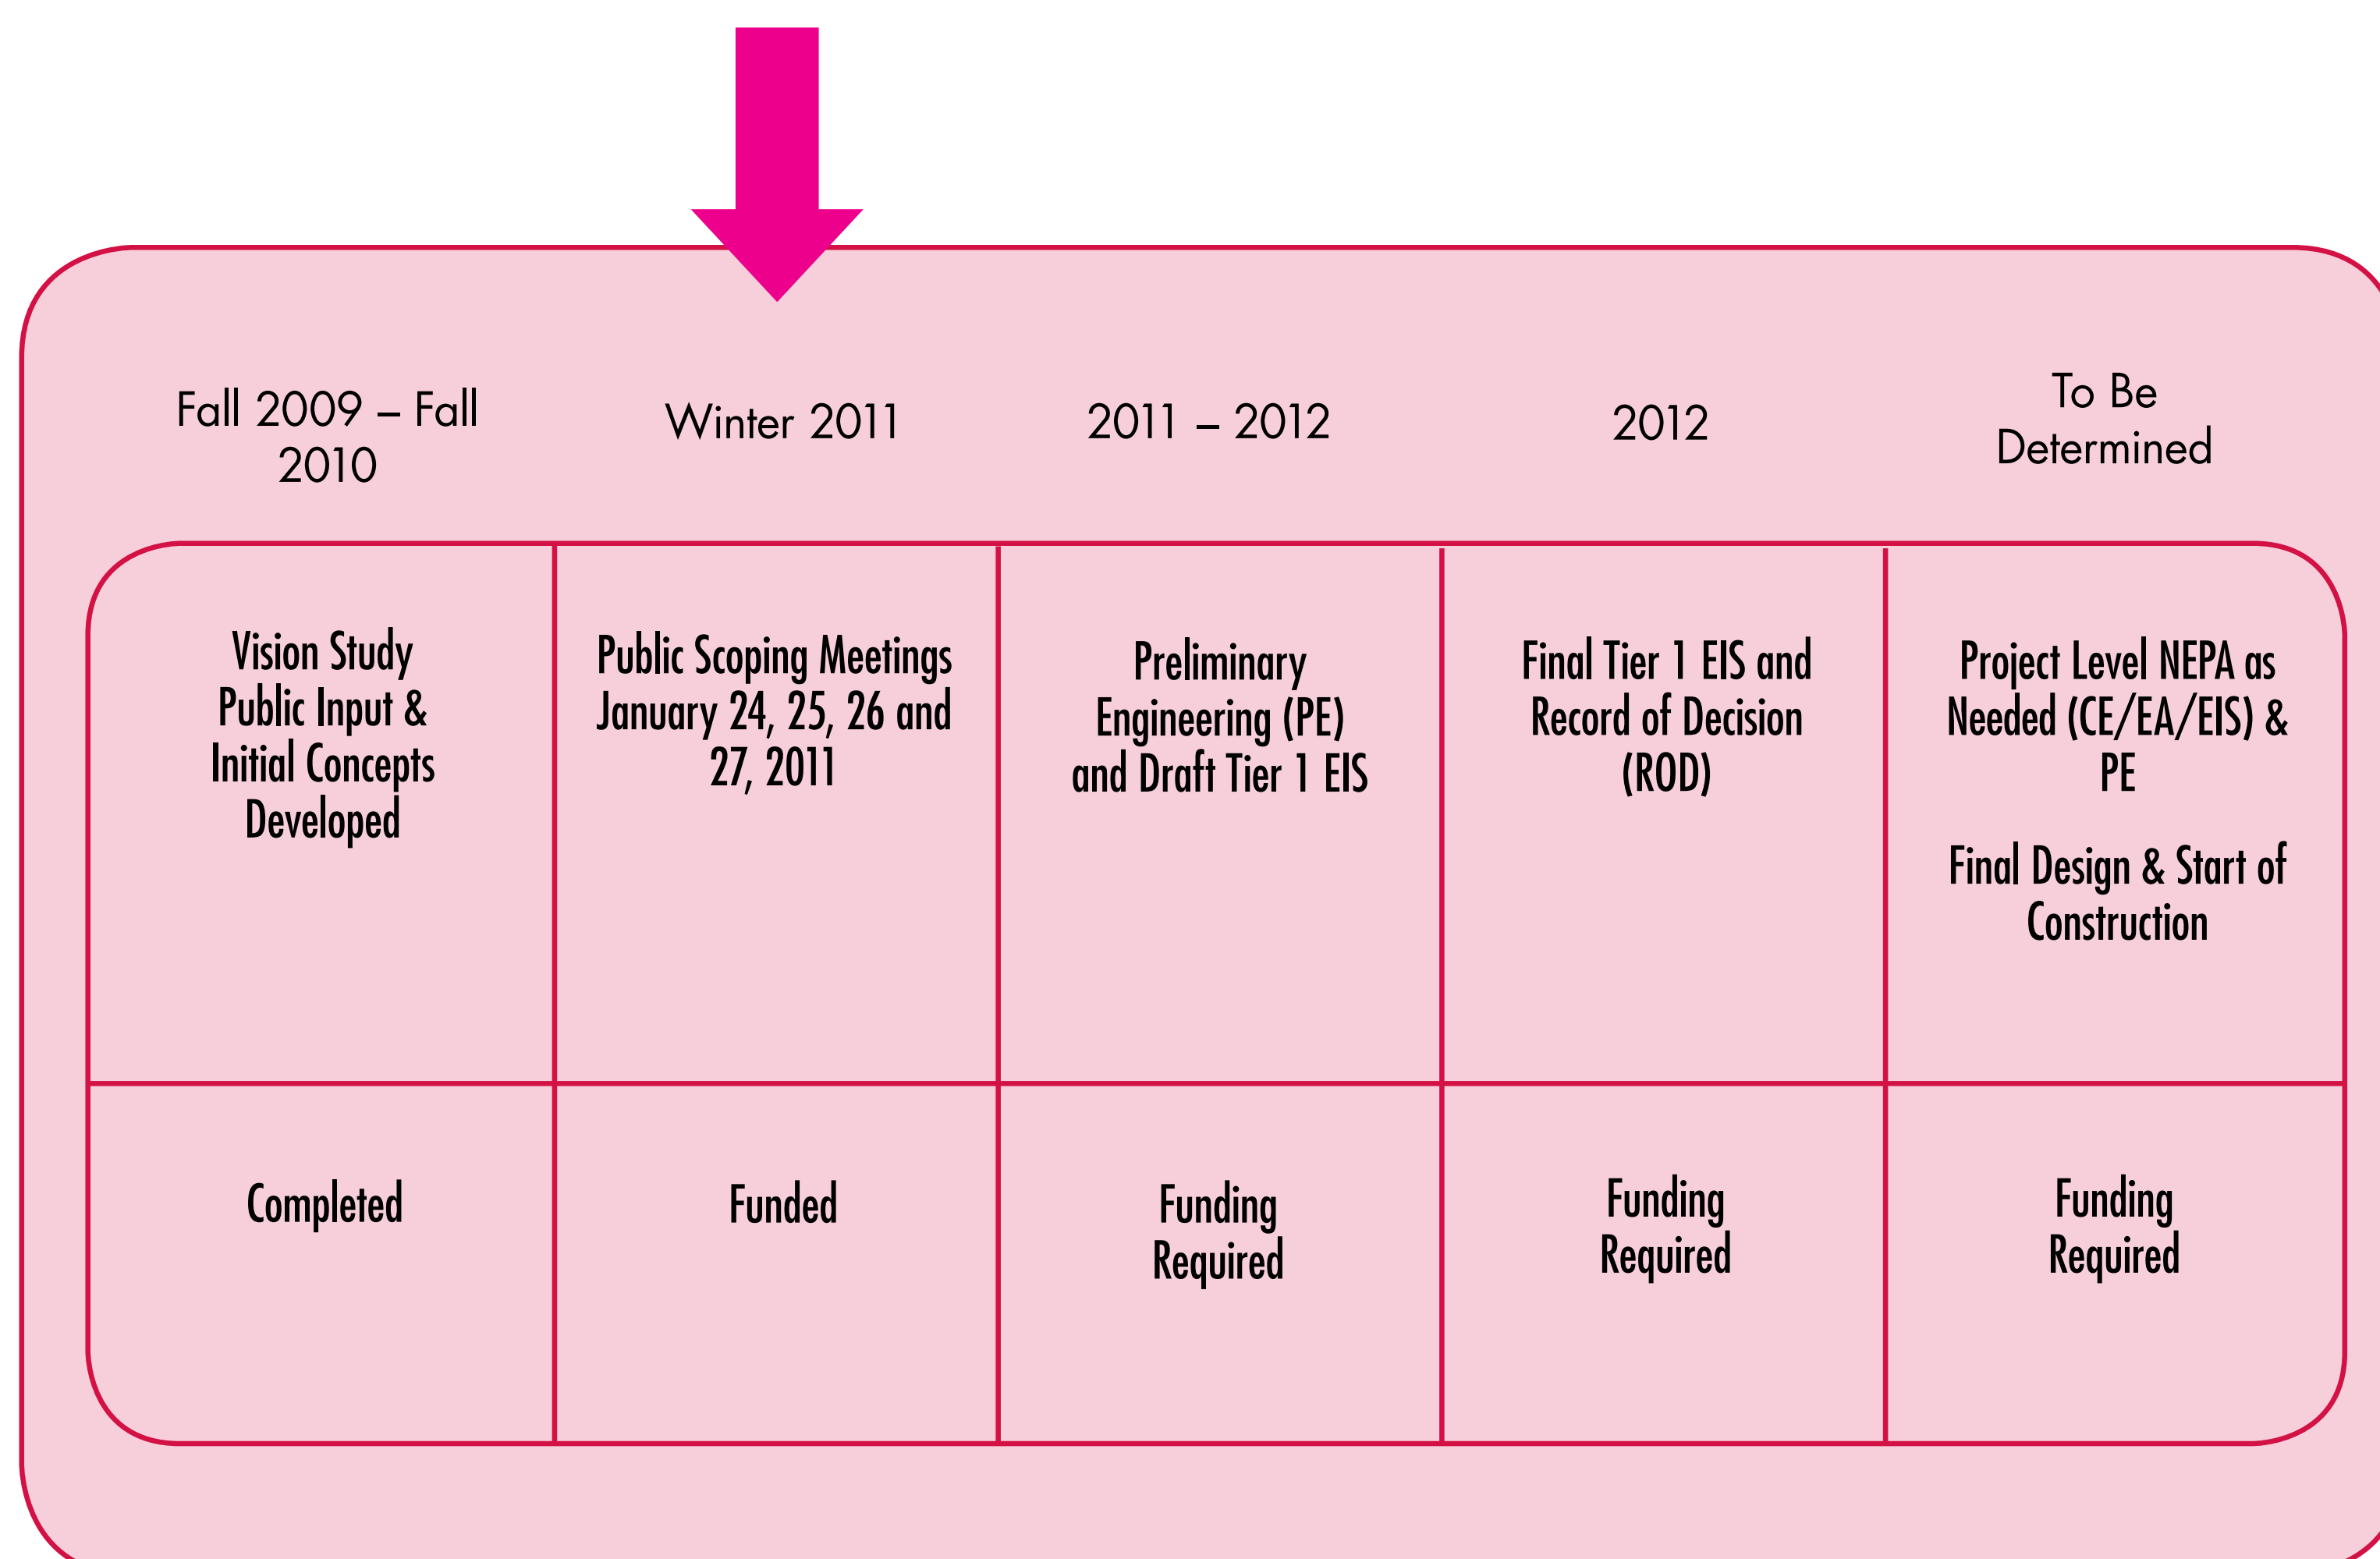 Fall 2009 – Fall
2010
Winter 2011
2011 – 2012
2012
To Be
Determined
Vision Study
Public Input &
Initial Concepts
Developed
Public Scoping Meetings
January 24, 25, 26 and
27, 2011
Preliminary
Engineering (PE)
and Draft Tier 1 EIS
Final Tier 1 EIS and
Record of Decision
(ROD)
Project Level NEPA as
Needed (CE/EA/EIS) &
PE
Final Design & Start of
Construction
Completed
Funded
Funding
Required
Funding
Required
Funding
Required